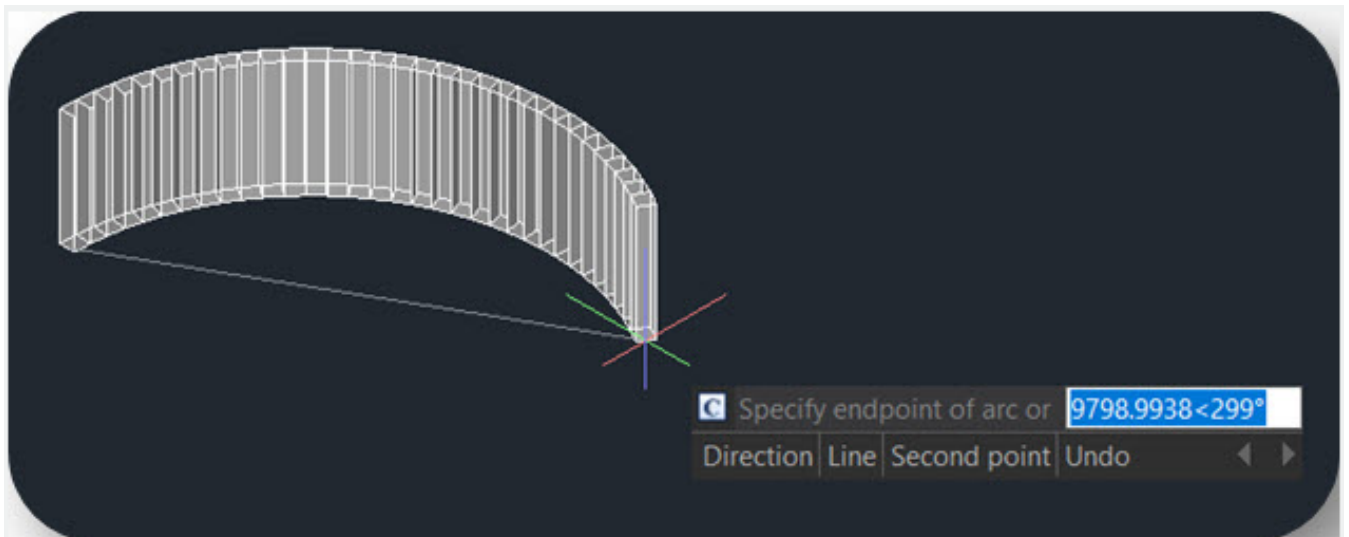 C Specify endpoint of arc or 9798.9938<299°
Direction Line Second point Undo